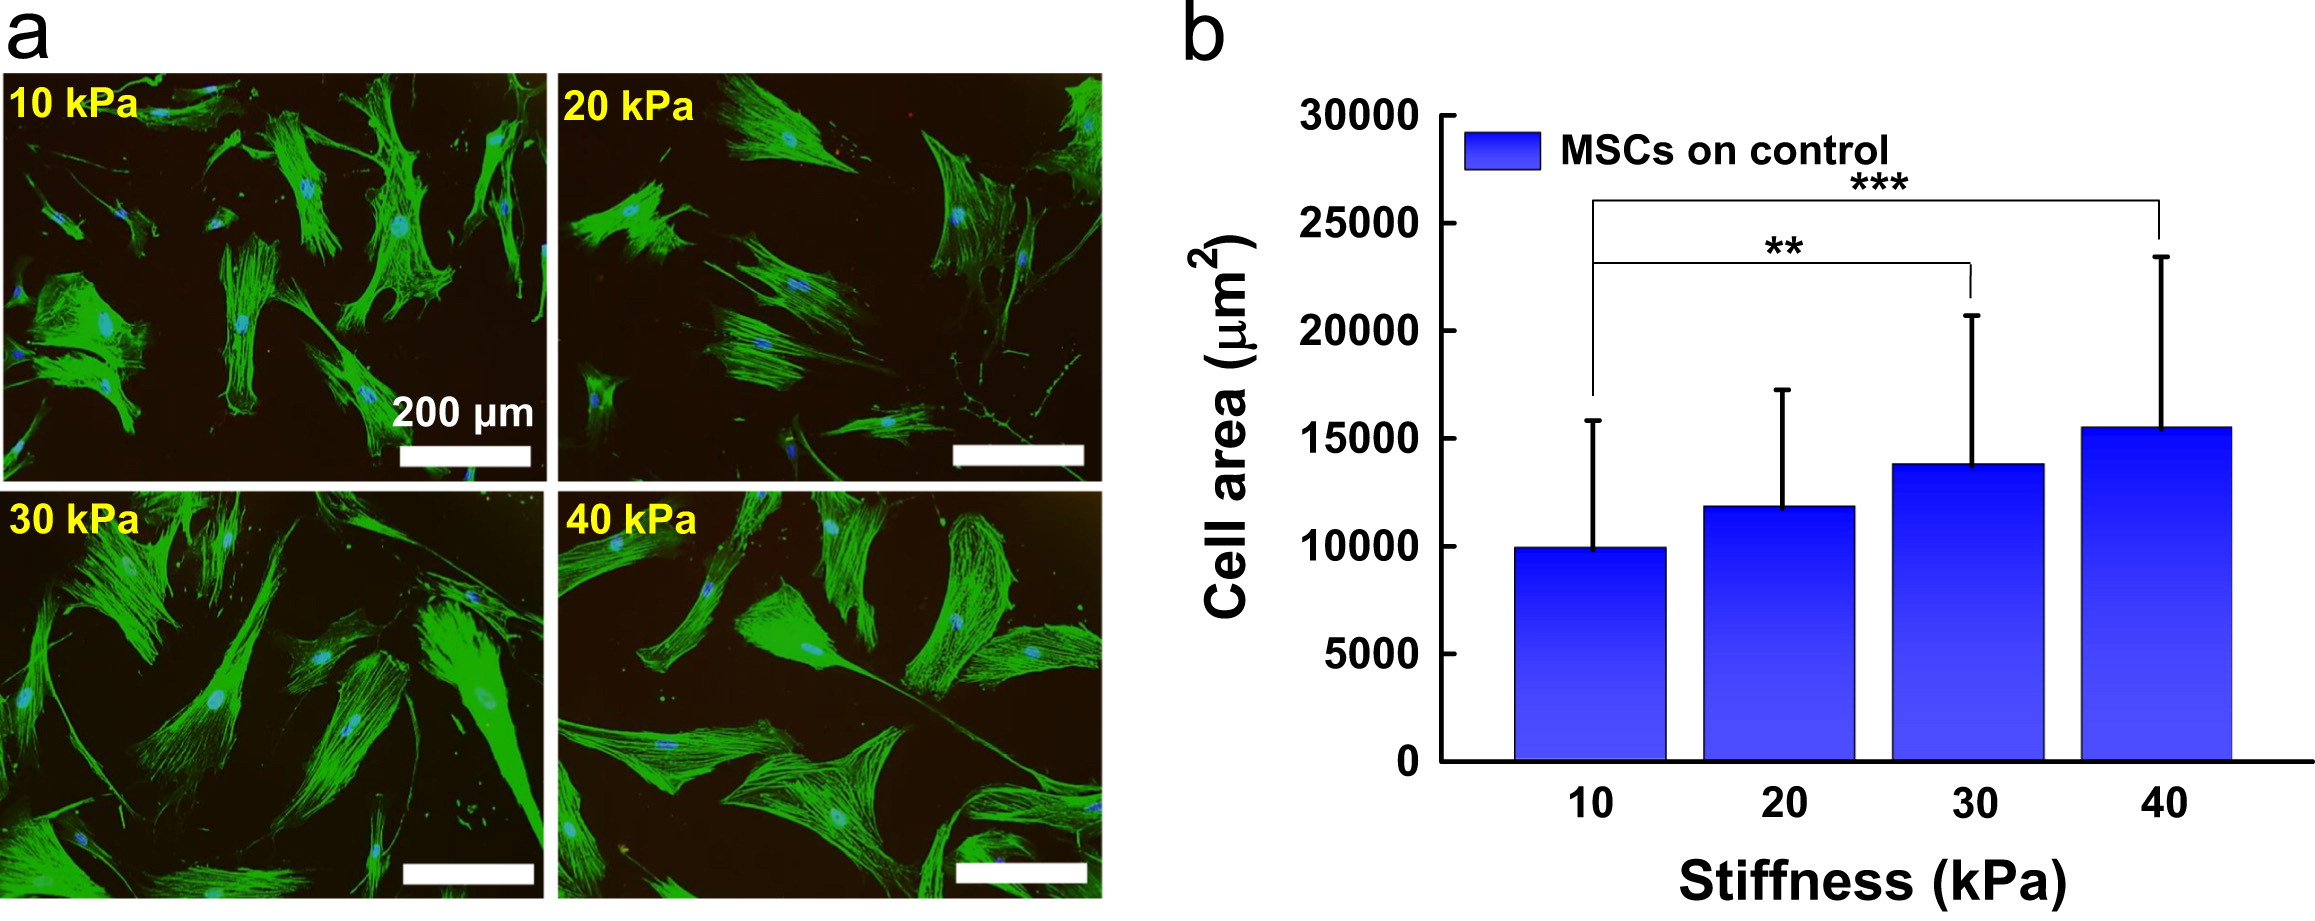 a
10 kPa
20 kPa
200 µm
30 kPa
40 kPa
b
Cell area (µm²)
30000
25000
20000
15000
10000
5000
0
MSCs on control
***
**
10 20 30 40
Stiffness (kPa)